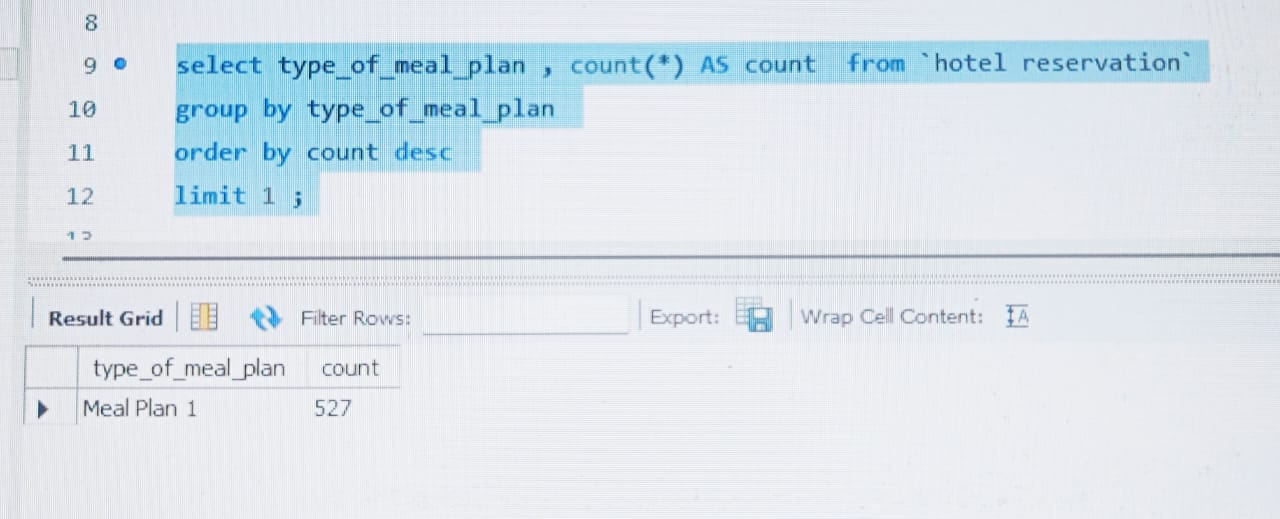 8
9 select type_of_meal_plan , count(*) AS count from `hotel reservation`
10 group by type_of_meal_plan
11 order by count desc
12 limit 1 ;
Result Grid Filter Rows: Export: Wrap Cell Content: IA
type_of_meal_plan count
Meal Plan 1 527